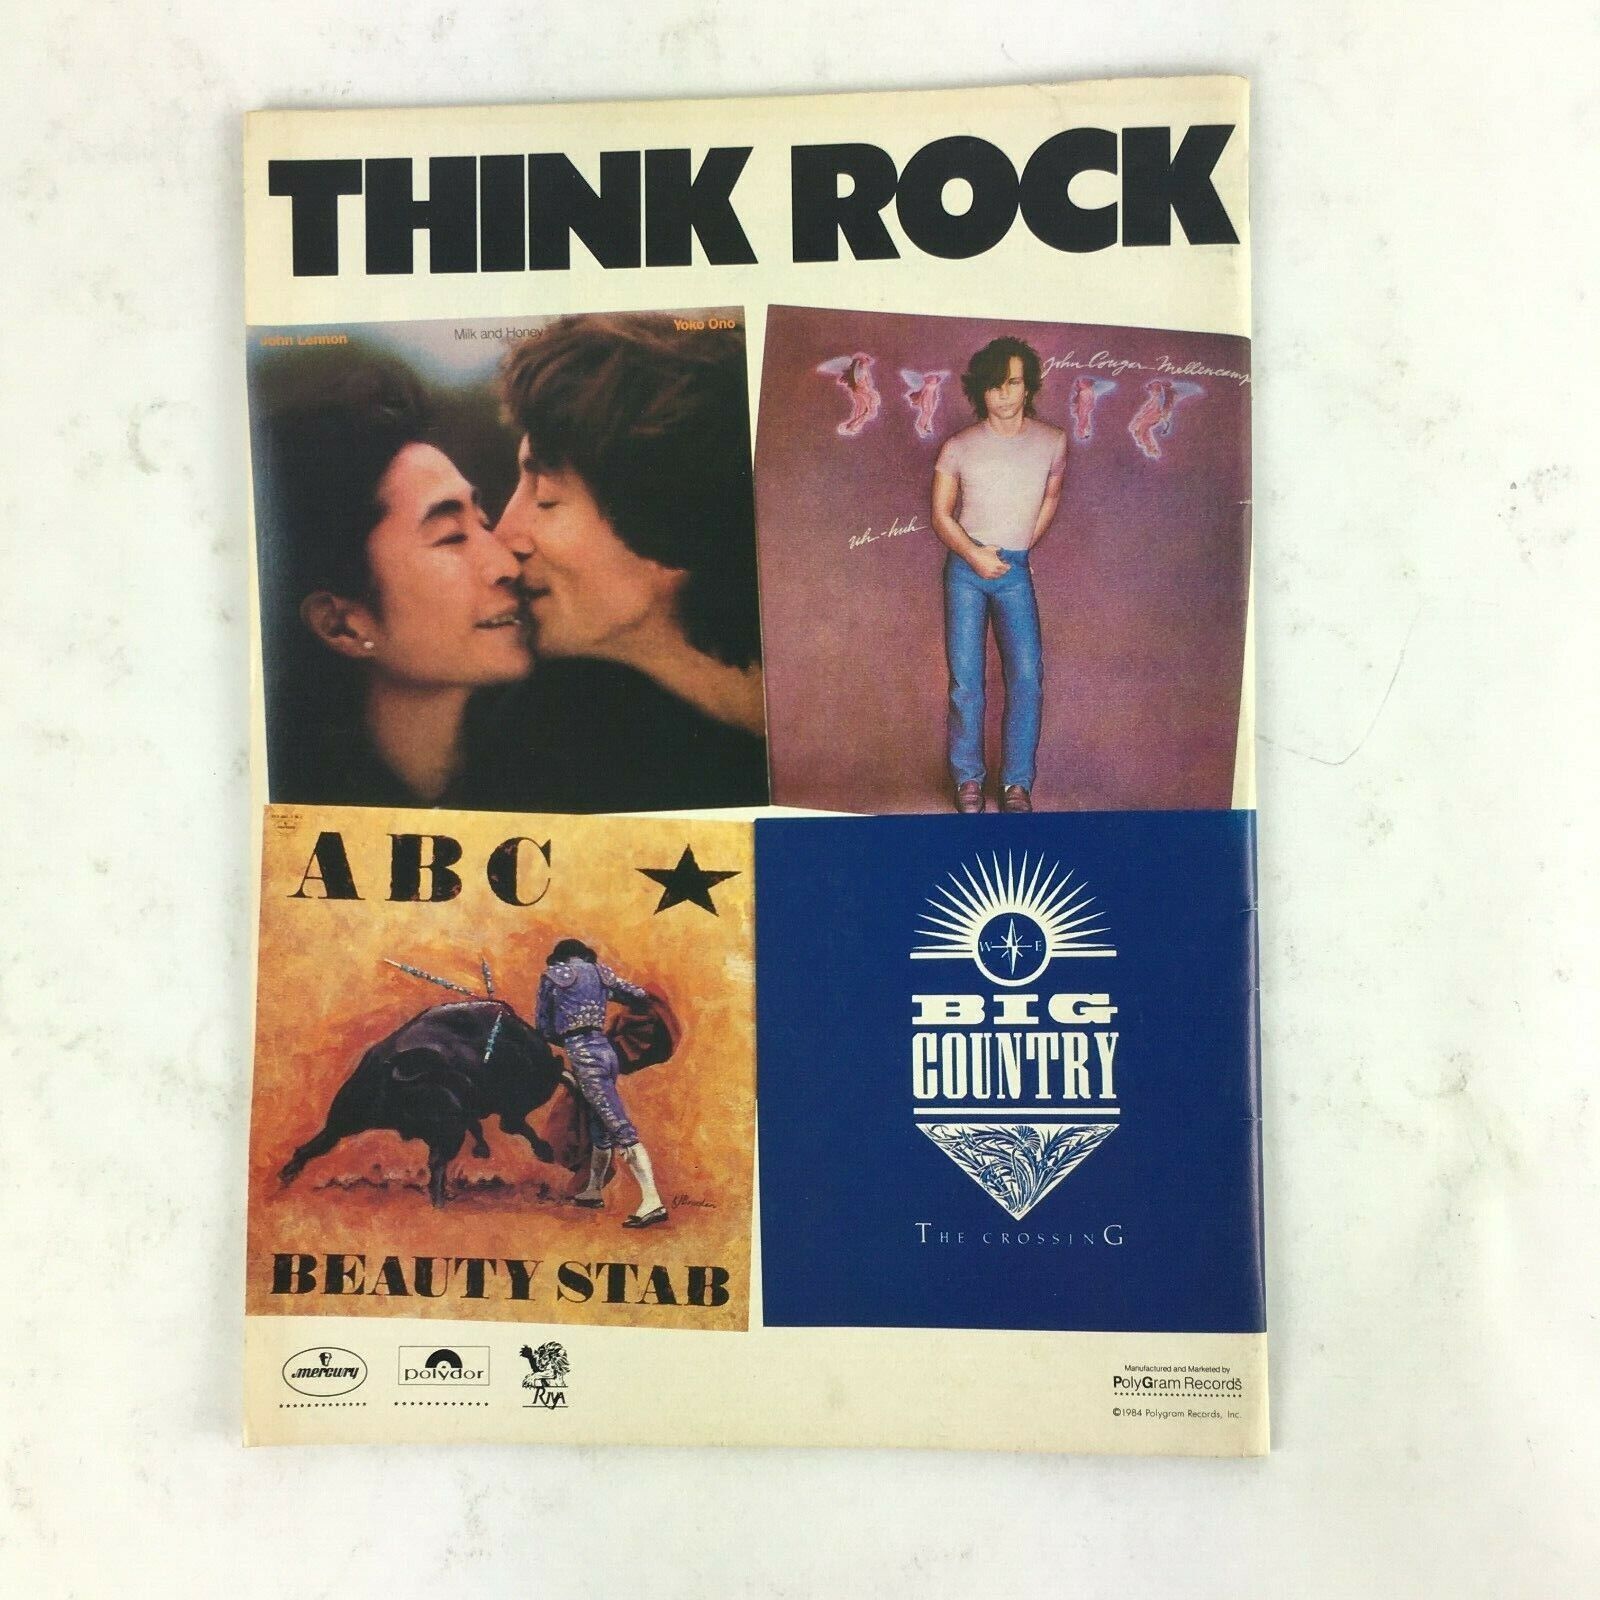 THINK ROCK
John Lennon
Milk and Honey
Yoko Ono
John Cougar Mellencamp
uh-huh
ABC
BEAUTY STAB
W E
BIG
COUNTRY
THE CROSSING
mercury
polydor
RIVA
Manufactured and Marketed by
PolyGram Records
©1984 Polygram Records, Inc.